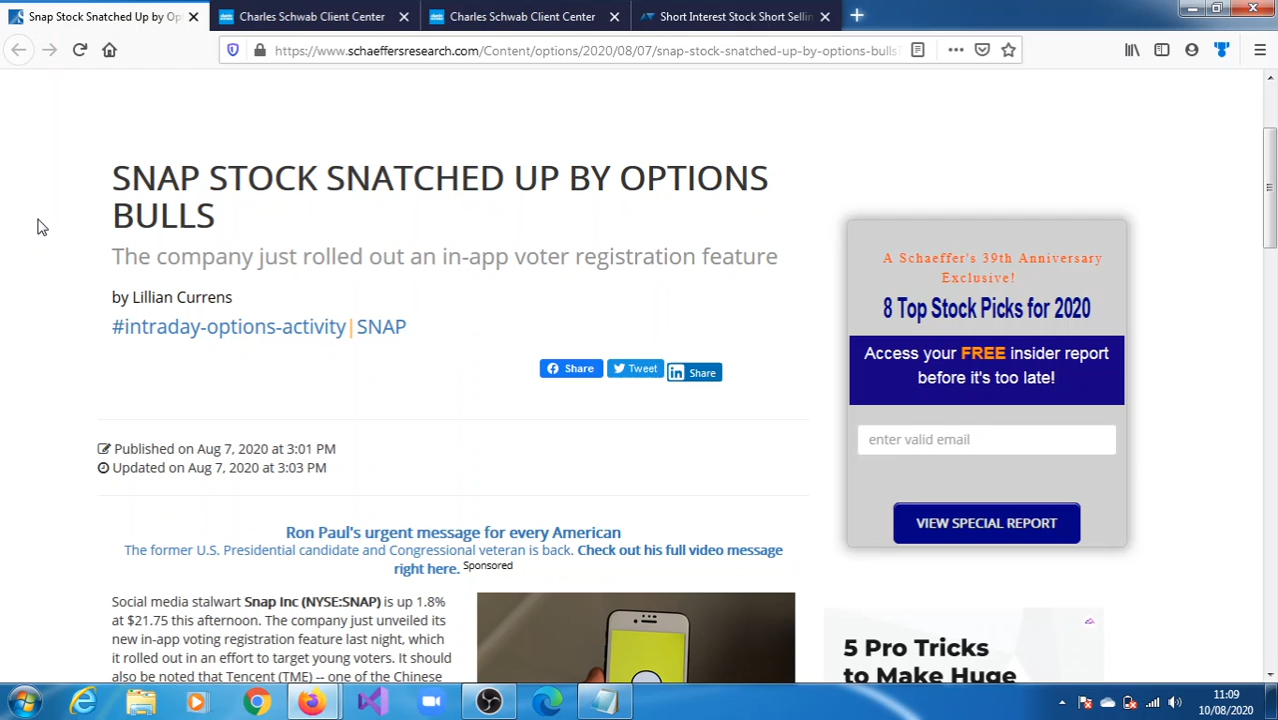 Snap Stock Snatched Up by Op
Charles Schwab Client Center
Charles Schwab Client Center
Short Interest Stock Short Sellin
https://www.schaeffersresearch.com/Content/options/2020/08/07/snap-stock-snatched-up-by-options-bulls
SNAP STOCK SNATCHED UP BY OPTIONS
BULLS
The company just rolled out an in-app voter registration feature
by Lillian Currens
#intraday-options-activity|SNAP
Share
Tweet
Share
Published on Aug 7, 2020 at 3:01 PM
Updated on Aug 7, 2020 at 3:03 PM
Ron Paul's urgent message for every American
The former U.S. Presidential candidate and Congressional veteran is back. Check out his full video message
right here. Sponsored
Social media stalwart Snap Inc (NYSE:SNAP) is up 1.8%
at $21.75 this afternoon. The company just unveiled its
new in-app voting registration feature last night, which
it rolled out in an effort to target young voters. It should
also be noted that Tencent (TME) -- one of the Chinese
A Schaeffer's 39th Anniversary
Exclusive!
8 Top Stock Picks for 2020
Access your FREE insider report
before it's too late!
enter valid email
VIEW SPECIAL REPORT
5 Pro Tricks
to Make Huge
11:09
10/08/2020